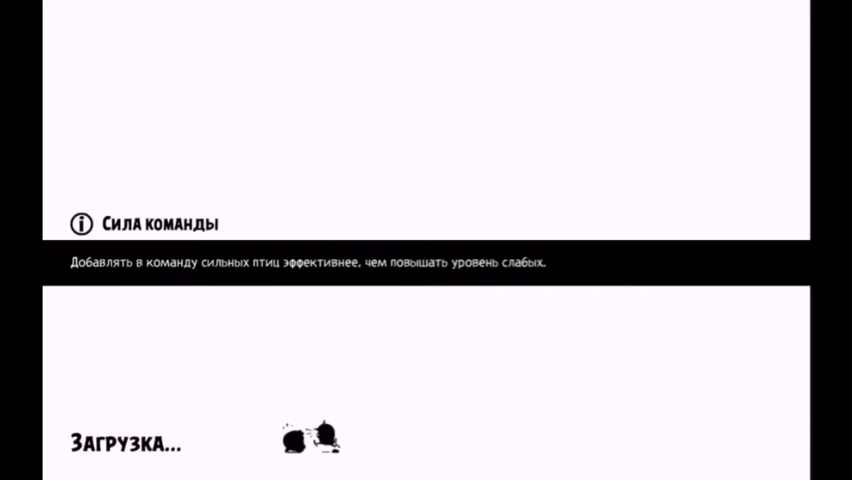 Сила команды
Добавлять в команду сильных птиц эффективнее, чем повышать уровень слабых.
Загрузка...